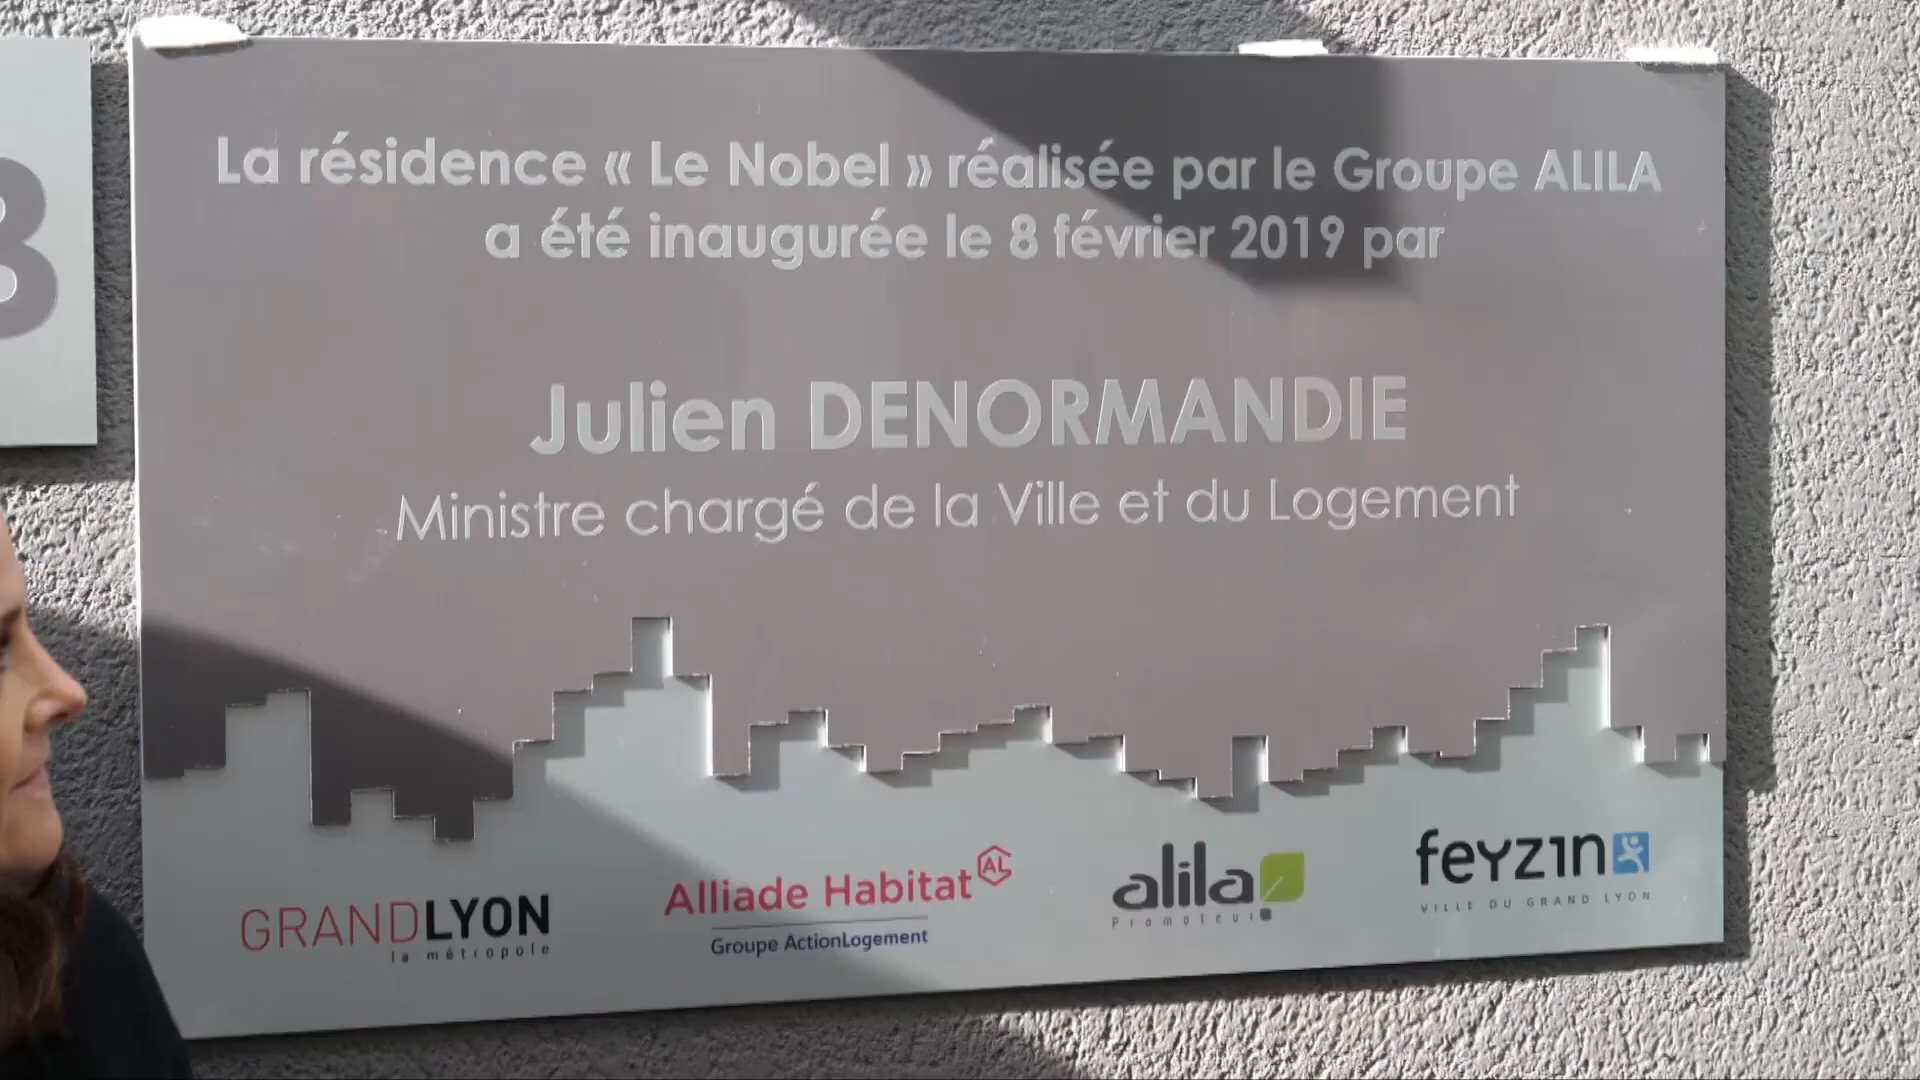 8
La résidence « Le Nobel » réalisée par le Groupe ALILA
a été inaugurée le 8 février 2019 par
Julien DENORMANDIE
Ministre chargé de la Ville et du Logement
GRANDLYON
la métropole
Alliade Habitat AL
Groupe ActionLogement
alila
Promoteur
feyzin
VILLE DU GRAND LYON